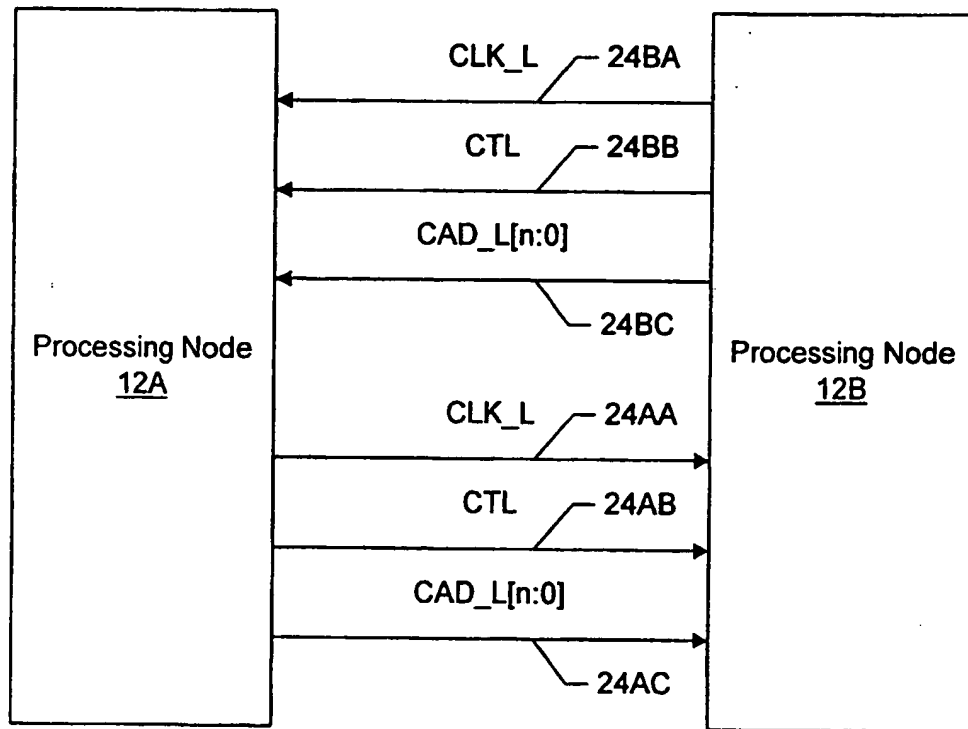 CLK_L 24BA
CTL 24BB
CAD_L[n:0]
24BC
Processing Node
12A
Processing Node
12B
CLK_L 24AA
CTL 24AB
CAD_L[n:0]
24AC